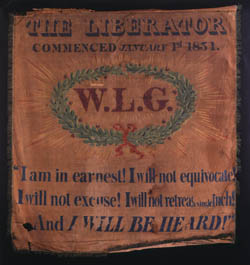 THE LIBERATOR
COMMENCED JANUARY 1st 1831.
W.L.G.
"I am in earnest! I will not equivocate!
I will not excuse! I will not retreat single Inch!
And I WILL BE HEARD!"